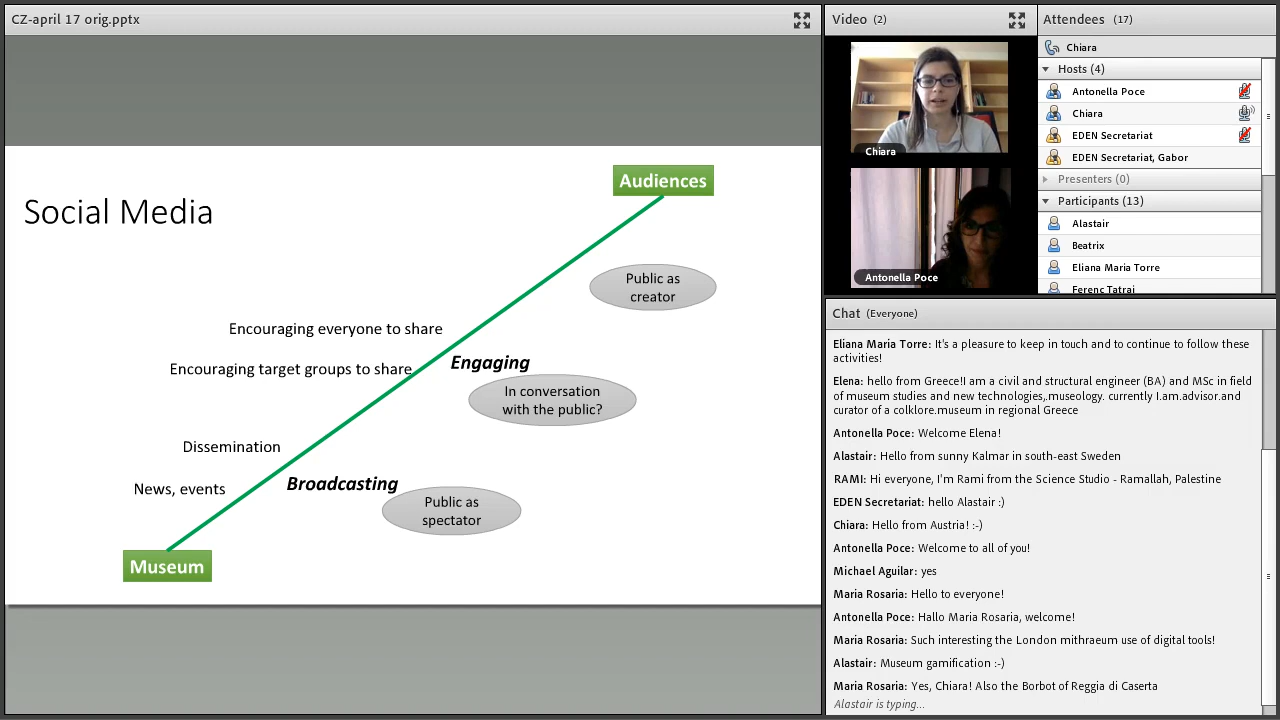 CZ-april 17 orig.pptx
Social Media
Audiences
Public as
creator
Encouraging everyone to share
Encouraging target groups to share
Engaging
In conversation
with the public?
Dissemination
News, events
Broadcasting
Public as
spectator
Museum
Video (2)
Chiara
Antonella Poce
Attendees (17)
Chiara
Hosts (4)
Antonella Poce
Chiara
EDEN Secretariat
EDEN Secretariat, Gabor
Presenters (0)
Participants (13)
Alastair
Beatrix
Eliana Maria Torre
Ferenc Tatrai
Chat (Everyone)
Eliana Maria Torre: It's a pleasure to keep in touch and to continue to follow these
activities!
Elena: hello from Greece!I am a civil and structural engineer (BA) and MSc in field
of museum studies and new technologies,.museology. currently I.am.advisor.and
curator of a colklore.museum in regional Greece
Antonella Poce: Welcome Elena!
Alastair: Hello from sunny Kalmar in south-east Sweden
RAMI: Hi everyone, I'm Rami from the Science Studio - Ramallah, Palestine
EDEN Secretariat: hello Alastair :)
Chiara: Hello from Austria! :-)
Antonella Poce: Welcome to all of you!
Michael Aguilar: yes
Maria Rosaria: Hello to everyone!
Antonella Poce: Hallo Maria Rosaria, welcome!
Maria Rosaria: Such interesting the London mithraeum use of digital tools!
Alastair: Museum gamification :-)
Maria Rosaria: Yes, Chiara! Also the Borbot of Reggia di Caserta
Alastair is typing...